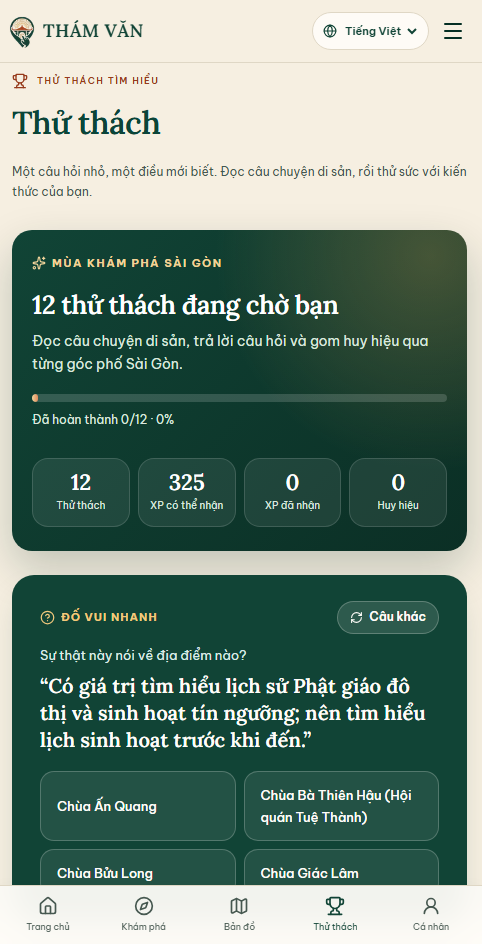 THÁM VĂN
Tiếng Việt
THỬ THÁCH TÌM HIỂU
Thử thách
Một câu hỏi nhỏ, một điều mới biết. Đọc câu chuyện di sản, rồi thử sức với kiến
thức của bạn.
MÙA KHÁM PHÁ SÀI GÒN
12 thử thách đang chờ bạn
Đọc câu chuyện di sản, trả lời câu hỏi và gom huy hiệu qua
từng góc phố Sài Gòn.
Đã hoàn thành 0/12 · 0%
12
Thử thách
325
XP có thể nhận
0
XP đã nhận
0
Huy hiệu
ĐỐ VUI NHANH
Câu khác
Sự thật này nói về địa điểm nào?
“Có giá trị tìm hiểu lịch sử Phật giáo đô
thị và sinh hoạt tín ngưỡng; nên tìm hiểu
lịch sinh hoạt trước khi đến.”
Chùa Ấn Quang
Chùa Bà Thiên Hậu (Hội
quán Tuệ Thành)
Chùa Bửu Long
Chùa Giác Lâm
Trang chủ
Khám phá
Bản đồ
Thử thách
Cá nhân